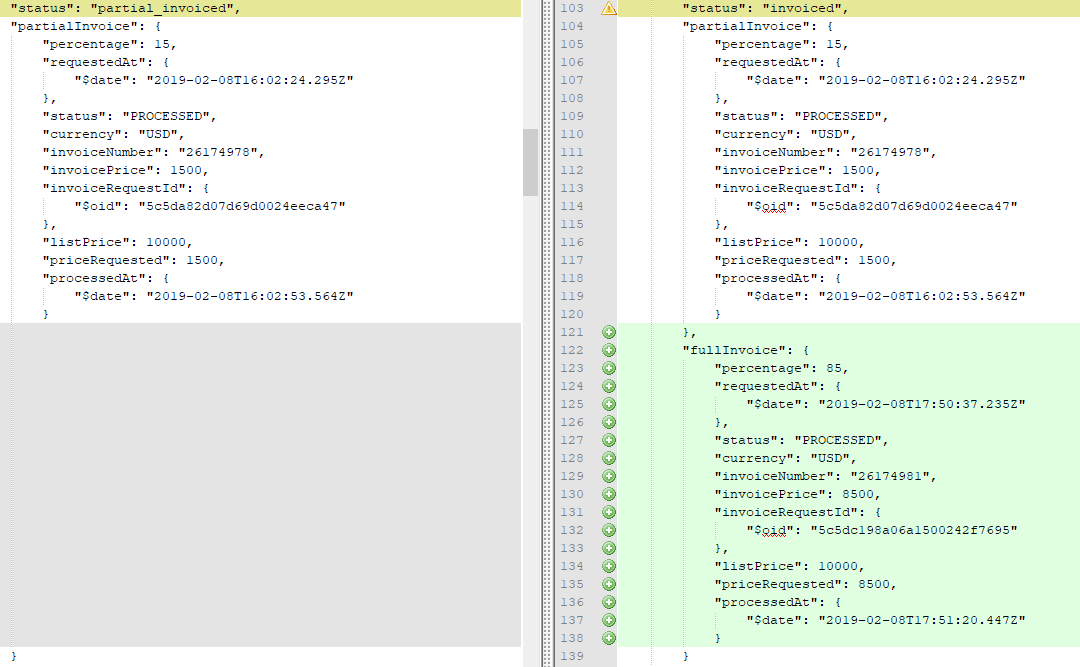 "status": "partial_invoiced",
"partialInvoice": {
"percentage": 15,
"requestedAt": {
"$date": "2019-02-08T16:02:24.295Z"
},
"status": "PROCESSED",
"currency": "USD",
"invoiceNumber": "26174978",
"invoicePrice": 1500,
"invoiceRequestId": {
"$oid": "5c5da82d07d69d0024eeca47"
},
"listPrice": 10000,
"priceRequested": 1500,
"processedAt": {
"$date": "2019-02-08T16:02:53.564Z"
}
}
103 "status": "invoiced",
104 "partialInvoice": {
105 "percentage": 15,
106 "requestedAt": {
107 "$date": "2019-02-08T16:02:24.295Z"
108 },
109 "status": "PROCESSED",
110 "currency": "USD",
111 "invoiceNumber": "26174978",
112 "invoicePrice": 1500,
113 "invoiceRequestId": {
114 "$oid": "5c5da82d07d69d0024eeca47"
115 },
116 "listPrice": 10000,
117 "priceRequested": 1500,
118 "processedAt": {
119 "$date": "2019-02-08T16:02:53.564Z"
120 }
121 },
122 "fullInvoice": {
123 "percentage": 85,
124 "requestedAt": {
125 "$date": "2019-02-08T17:50:37.235Z"
126 },
127 "status": "PROCESSED",
128 "currency": "USD",
129 "invoiceNumber": "26174981",
130 "invoicePrice": 8500,
131 "invoiceRequestId": {
132 "$oid": "5c5dc198a06a1500242f7695"
133 },
134 "listPrice": 10000,
135 "priceRequested": 8500,
136 "processedAt": {
137 "$date": "2019-02-08T17:51:20.447Z"
138 }
139 }